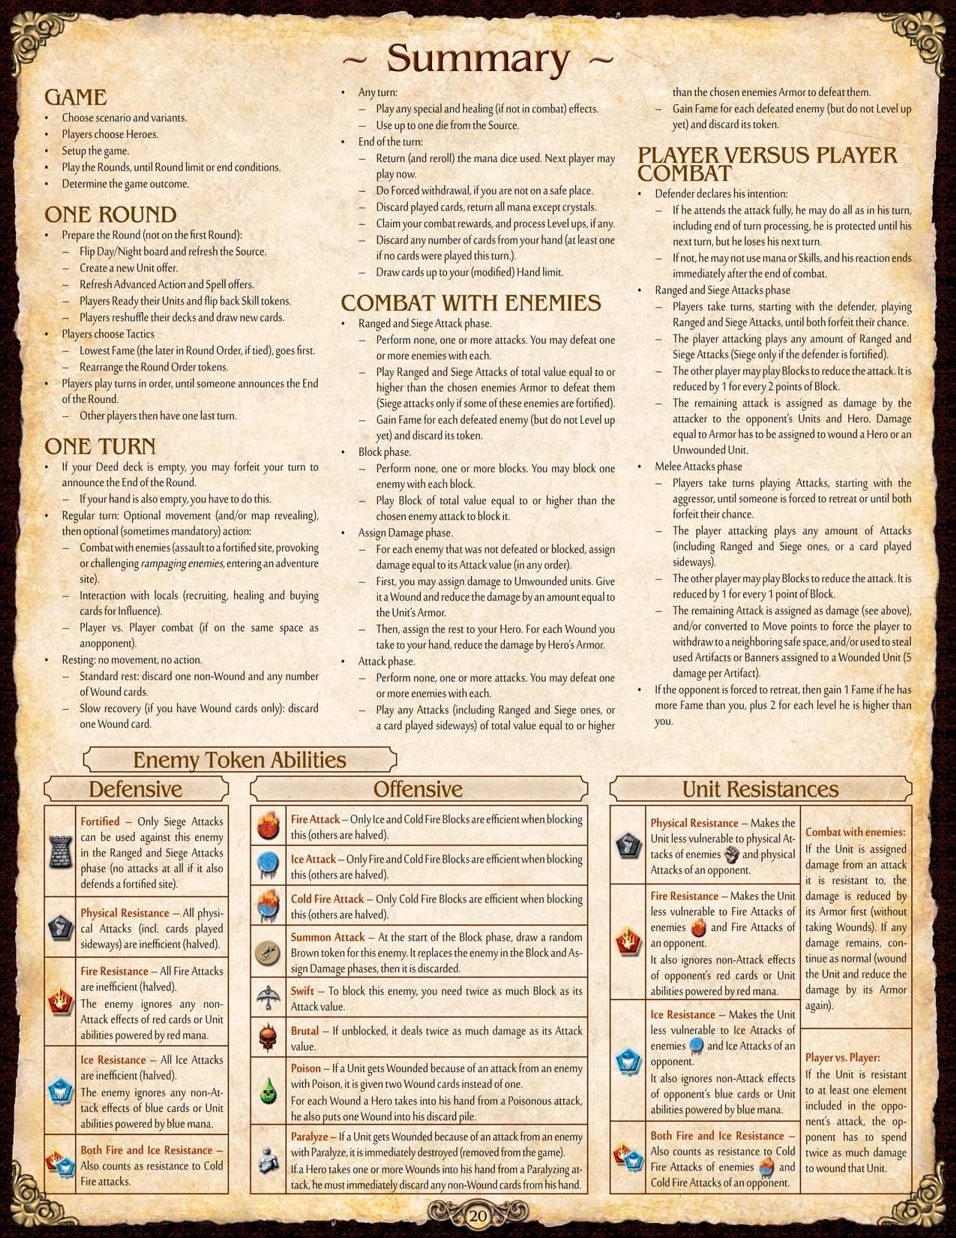 ~ Summary ~
GAME
• Choose scenario and variants.
• Players choose Heroes.
• Setup the game.
• Play the Rounds, until Round limit or end conditions.
• Determine the game outcome.
ONE ROUND
• Prepare the Round (not on the first Round):
– Flip Day/Night board and refresh the Source.
– Create a new Unit offer.
– Refresh Advanced Action and Spell offers.
– Players Ready their Units and flip back Skill tokens.
– Players reshuffle their decks and draw new cards.
• Players choose Tactics
– Lowest Fame (the later in Round Order, if tied), goes first.
– Rearrange the Round Order tokens.
• Players play turns in order, until someone announces the End
of the Round.
– Other players then have one last turn.
ONE TURN
• If your Deed deck is empty, you may forfeit your turn to
announce the End of the Round.
– If your hand is also empty, you have to do this.
• Regular turn: Optional movement (and/or map revealing),
then optional (sometimes mandatory) action:
– Combat with enemies (assault to a fortified site, provoking
or challenging rampaging enemies, entering an adventure
site).
– Interaction with locals (recruiting, healing and buying
cards for Influence).
– Player vs. Player combat (if on the same space as
anopponent).
• Resting: no movement, no action.
– Standard rest: discard one non-Wound and any number
of Wound cards.
– Slow recovery (if you have Wound cards only): discard
one Wound card.
• Any turn:
– Play any special and healing (if not in combat) effects.
– Use up to one die from the Source.
• End of the turn:
– Return (and reroll) the mana dice used. Next player may
play now.
– Do Forced withdrawal, if you are not on a safe place.
– Discard played cards, return all mana except crystals.
– Claim your combat rewards, and process Level ups, if any.
– Discard any number of cards from your hand (at least one
if no cards were played this turn.).
– Draw cards up to your (modified) Hand limit.
COMBAT WITH ENEMIES
• Ranged and Siege Attack phase.
– Perform none, one or more attacks. You may defeat one
or more enemies with each.
– Play Ranged and Siege Attacks of total value equal to or
higher than the chosen enemies Armor to defeat them
(Siege attacks only if some of these enemies are fortified).
– Gain Fame for each defeated enemy (but do not Level up
yet) and discard its token.
• Block phase.
– Perform none, one or more blocks. You may block one
enemy with each block.
– Play Block of total value equal to or higher than the
chosen enemy attack to block it.
• Assign Damage phase.
– For each enemy that was not defeated or blocked, assign
damage equal to its Attack value (in any order).
– First, you may assign damage to Unwounded units. Give
it a Wound and reduce the damage by an amount equal to
the Unit's Armor.
– Then, assign the rest to your Hero. For each Wound you
take to your hand, reduce the damage by Hero's Armor.
• Attack phase.
– Perform none, one or more attacks. You may defeat one
or more enemies with each.
– Play any Attacks (including Ranged and Siege ones, or
a card played sideways) of total value equal to or higher
than the chosen enemies Armor to defeat them.
– Gain Fame for each defeated enemy (but do not Level up
yet) and discard its token.
PLAYER VERSUS PLAYER
COMBAT
• Defender declares his intention:
– If he attends the attack fully, he may do all as in his turn,
including end of turn processing, he is protected until his
next turn, but he loses his next turn.
– If not, he may not use mana or Skills, and his reaction ends
immediately after the end of combat.
• Ranged and Siege Attacks phase
– Players take turns, starting with the defender, playing
Ranged and Siege Attacks, until both forfeit their chance.
– The player attacking plays any amount of Ranged and
Siege Attacks (Siege only if the defender is fortified).
– The other player may play Blocks to reduce the attack. It is
reduced by 1 for every 2 points of Block.
– The remaining attack is assigned as damage by the
attacker to the opponent's Units and Hero. Damage
equal to Armor has to be assigned to wound a Hero or an
Unwounded Unit.
• Melee Attacks phase
– Players take turns playing Attacks, starting with the
aggressor, until someone is forced to retreat or until both
forfeit their chance.
– The player attacking plays any amount of Attacks
(including Ranged and Siege ones, or a card played
sideways).
– The other player may play Blocks to reduce the attack. It is
reduced by 1 for every 1 point of Block.
– The remaining Attack is assigned as damage (see above),
and/or converted to Move points to force the player to
withdraw to a neighboring safe space, and/or used to steal
used Artifacts or Banners assigned to a Wounded Unit (5
damage per Artifact).
• If the opponent is forced to retreat, then gain 1 Fame if he has
more Fame than you, plus 2 for each level he is higher than
you.
Enemy Token Abilities
Defensive
Fortified – Only Siege Attacks
can be used against this enemy
in the Ranged and Siege Attacks
phase (no attacks at all if it also
defends a fortified site).
Physical Resistance – All physi-
cal Attacks (incl. cards played
sideways) are inefficient (halved).
Fire Resistance – All Fire Attacks
are inefficient (halved).
The enemy ignores any non-
Attack effects of red cards or Unit
abilities powered by red mana.
Ice Resistance – All Ice Attacks
are inefficient (halved).
The enemy ignores any non-At-
tack effects of blue cards or Unit
abilities powered by blue mana.
Both Fire and Ice Resistance –
Also counts as resistance to Cold
Fire attacks.
Offensive
Fire Attack – Only Ice and Cold Fire Blocks are efficient when blocking
this (others are halved).
Ice Attack – Only Fire and Cold Fire Blocks are efficient when blocking
this (others are halved).
Cold Fire Attack – Only Cold Fire Blocks are efficient when blocking
this (others are halved).
Summon Attack – At the start of the Block phase, draw a random
Brown token for this enemy. It replaces the enemy in the Block and As-
sign Damage phases, then it is discarded.
Swift – To block this enemy, you need twice as much Block as its
Attack value.
Brutal – If unblocked, it deals twice as much damage as its Attack
value.
Poison – If a Unit gets Wounded because of an attack from an enemy
with Poison, it is given two Wound cards instead of one.
For each Wound a Hero takes into his hand from a Poisonous attack,
he also puts one Wound into his discard pile.
Paralyze – If a Unit gets Wounded because of an attack from an enemy
with Paralyze, it is immediately destroyed (removed from the game).
If a Hero takes one or more Wounds into his hand from a Paralyzing at-
tack, he must immediately discard any non-Wound cards from his hand.
Unit Resistances
Physical Resistance – Makes the
Unit less vulnerable to physical At-
tacks of enemies and physical
Attacks of an opponent.
Fire Resistance – Makes the Unit
less vulnerable to Fire Attacks of
enemies and Fire Attacks of
an opponent.
It also ignores non-Attack effects
of opponent's red cards or Unit
abilities powered by red mana.
Ice Resistance – Makes the Unit
less vulnerable to Ice Attacks of
enemies and Ice Attacks of an
opponent.
It also ignores non-Attack effects
of opponent's blue cards or Unit
abilities powered by blue mana.
Both Fire and Ice Resistance –
Also counts as resistance to Cold
Fire Attacks of enemies and
Cold Fire Attacks of an opponent.
Combat with enemies:
If the Unit is assigned
damage from an attack
it is resistant to, the
damage is reduced by
its Armor first (without
taking Wounds). If any
damage remains, con-
tinue as normal (wound
the Unit and reduce the
damage by its Armor
again).
Player vs. Player:
If the Unit is resistant
to at least one element
included in the oppo-
nent's attack, the op-
ponent has to spend
twice as much damage
to wound that Unit.
20